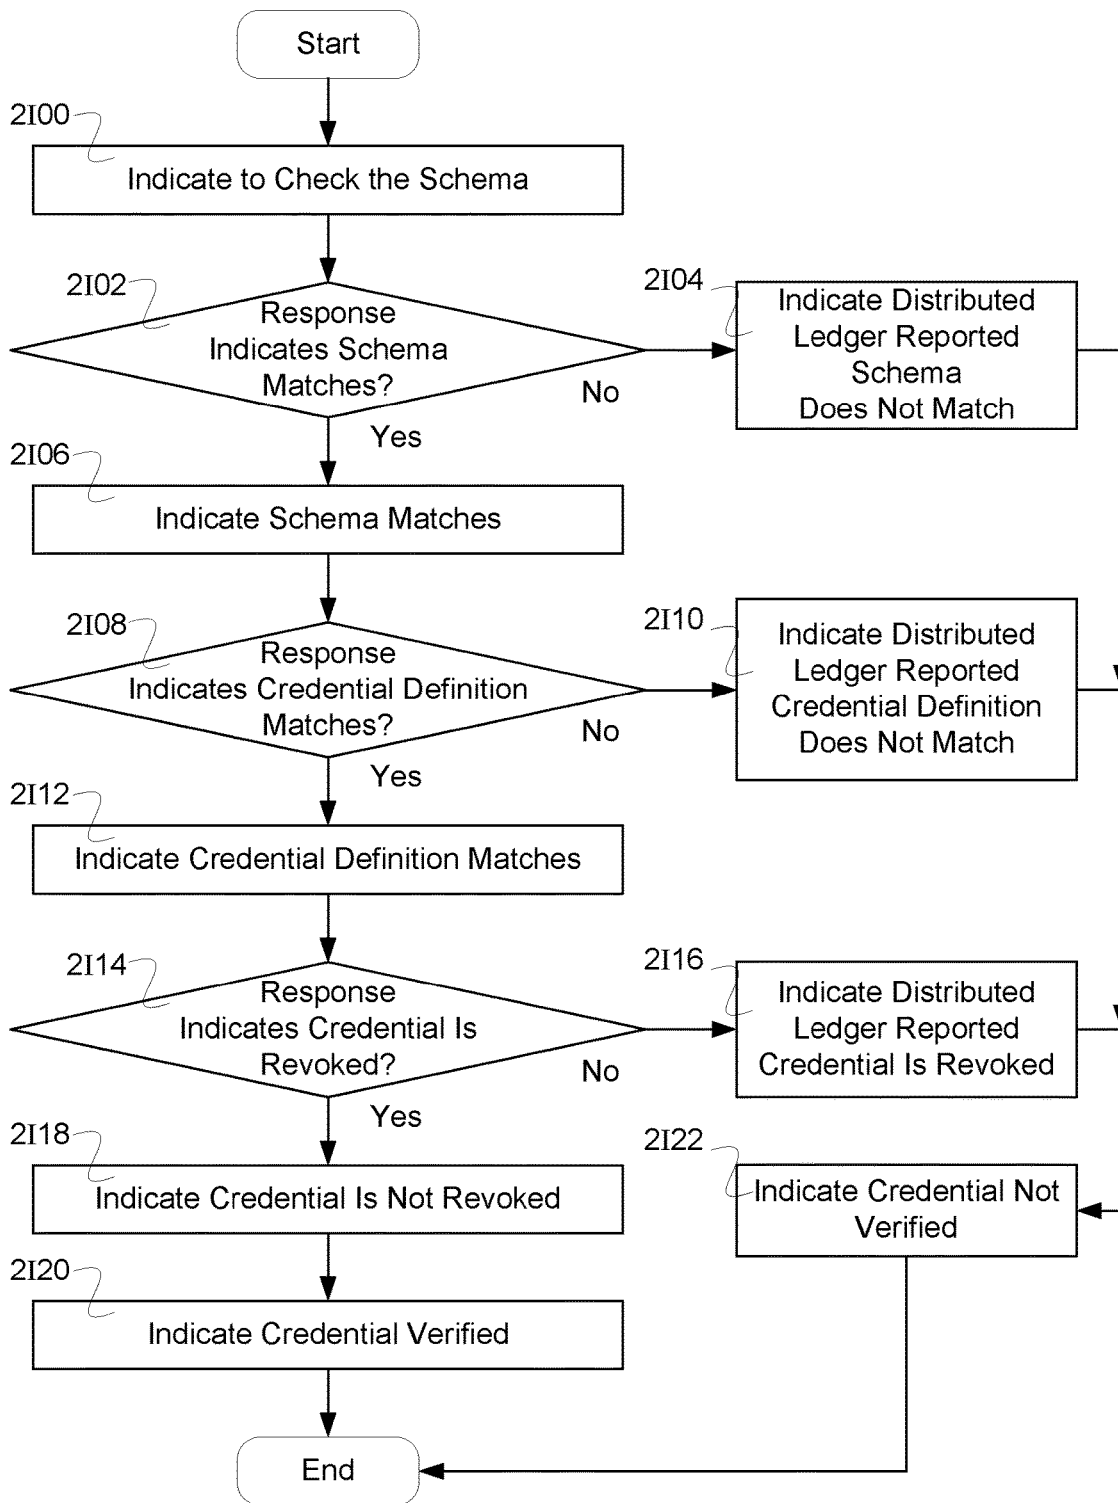 Start
2I00
Indicate to Check the Schema
2I02
Response
Indicates Schema
Matches?
No
Yes
2I04
Indicate Distributed
Ledger Reported
Schema
Does Not Match
2I06
Indicate Schema Matches
2I08
Response
Indicates Credential Definition
Matches?
No
Yes
2I10
Indicate Distributed
Ledger Reported
Credential Definition
Does Not Match
2I12
Indicate Credential Definition Matches
2I14
Response
Indicates Credential Is
Revoked?
No
Yes
2I16
Indicate Distributed
Ledger Reported
Credential Is Revoked
2I18
Indicate Credential Is Not Revoked
2I22
Indicate Credential Not
Verified
2I20
Indicate Credential Verified
End